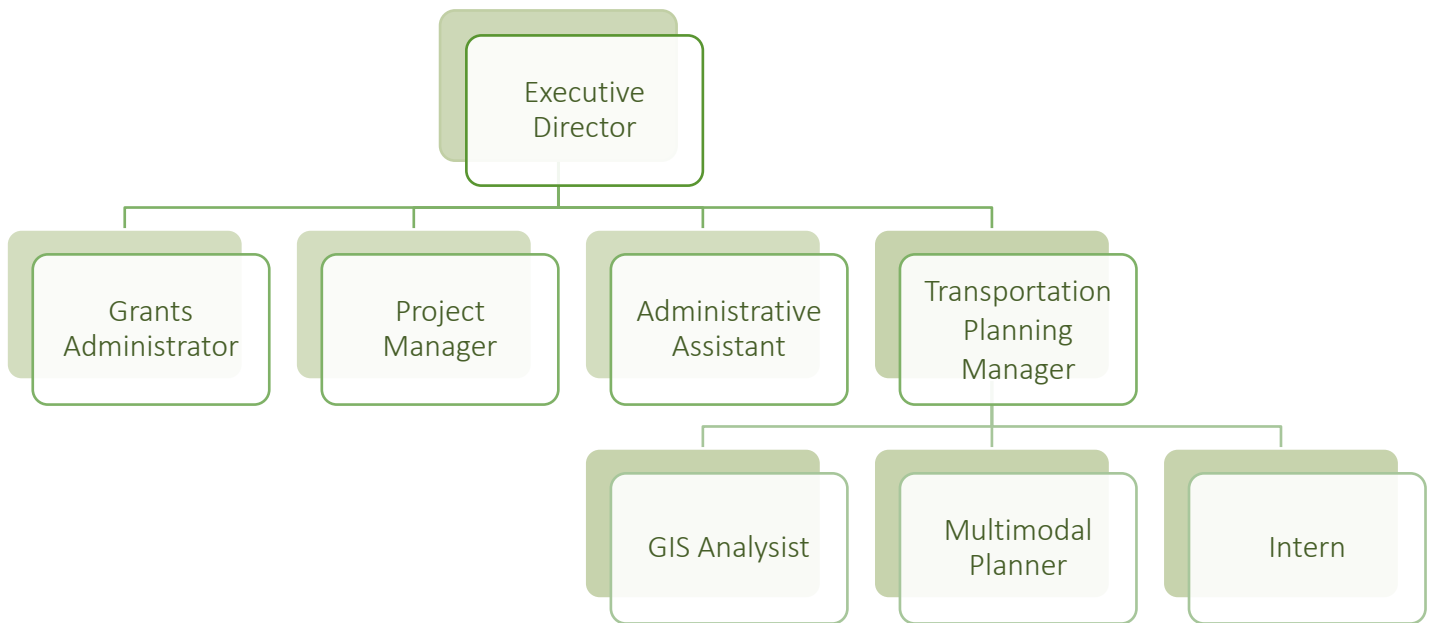 Executive
Director
Grants
Administrator
Project
Manager
Administrative
Assistant
Transportation
Planning
Manager
GIS Analysist
Multimodal
Planner
Intern